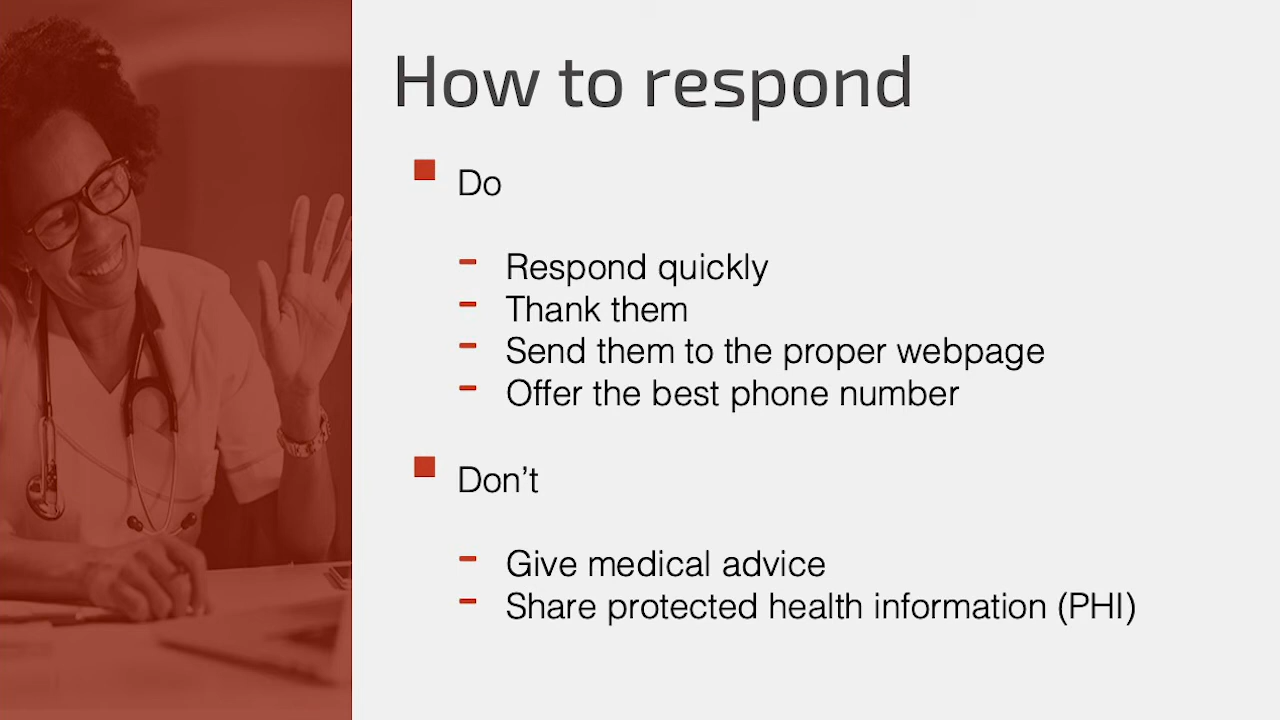 How to respond
Do
- Respond quickly
- Thank them
- Send them to the proper webpage
- Offer the best phone number
Don’t
- Give medical advice
- Share protected health information (PHI)